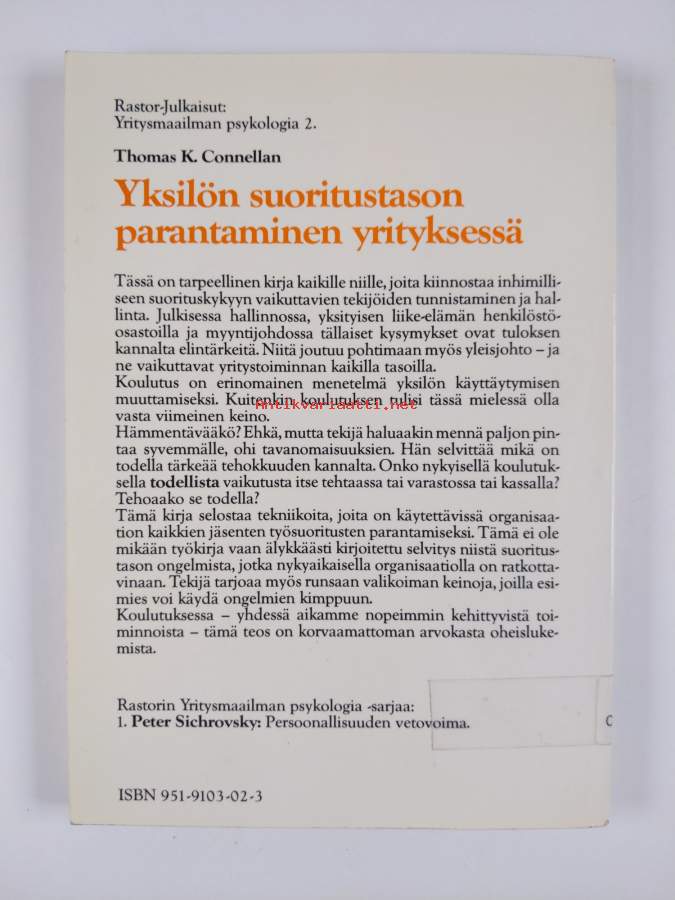 Rastor-Julkaisut:
Yritysmaailman psykologia 2.
Thomas K. Connellan
Yksilön suoritustason
parantaminen yrityksessä
Tässä on tarpeellinen kirja kaikille niille, joita kiinnostaa inhimilli-
seen suorituskykyyn vaikuttavien tekijöiden tunnistaminen ja hal-
linta. Julkisessa hallinnossa, yksityisen liike-elämän henkilöstö-
osastoilla ja myyntijohdossa tällaiset kysymykset ovat tuloksen
kannalta elintärkeitä. Niitä joutuu pohtimaan myös yleisjohto – ja
ne vaikuttavat yritystoiminnan kaikilla tasoilla.
Koulutus on erinomainen menetelmä yksilön käyttäytymisen
muuttamiseksi. Kuitenkin koulutuksen tulisi tässä mielessä olla
Antikvariaatti.net
vasta viimeinen keino.
Hämmentävääkö? Ehkä, mutta tekijä haluaakin mennä paljon pin-
taa syvemmälle, ohi tavanomaisuuksien. Hän selvittää mikä on
todella tärkeää tehokkuuden kannalta. Onko nykyisellä koulutuk-
sella todellista vaikutusta itse tehtaassa tai varastossa tai kassalla?
Tehoaako se todella?
Tämä kirja selostaa tekniikoita, joita on käytettävissä organisaa-
tion kaikkien jäsenten työsuoritusten parantamiseksi. Tämä ei ole
mikään työkirja vaan älykkäästi kirjoitettu selvitys niistä suoritus-
tason ongelmista, jotka nykyaikaisella organisaatiolla on ratkotta-
vinaan. Tekijä tarjoaa myös runsaan valikoiman keinoja, joilla esi-
mies voi käydä ongelmien kimppuun.
Koulutuksessa – yhdessä aikamme nopeimmin kehittyvistä toi-
minnoista – tämä teos on korvaamattoman arvokasta oheisluke-
mista.
Rastorin Yritysmaailman psykologia -sarjaa:
1. Peter Sichrovsky: Persoonallisuuden vetovoima.
ISBN 951-9103-02-3